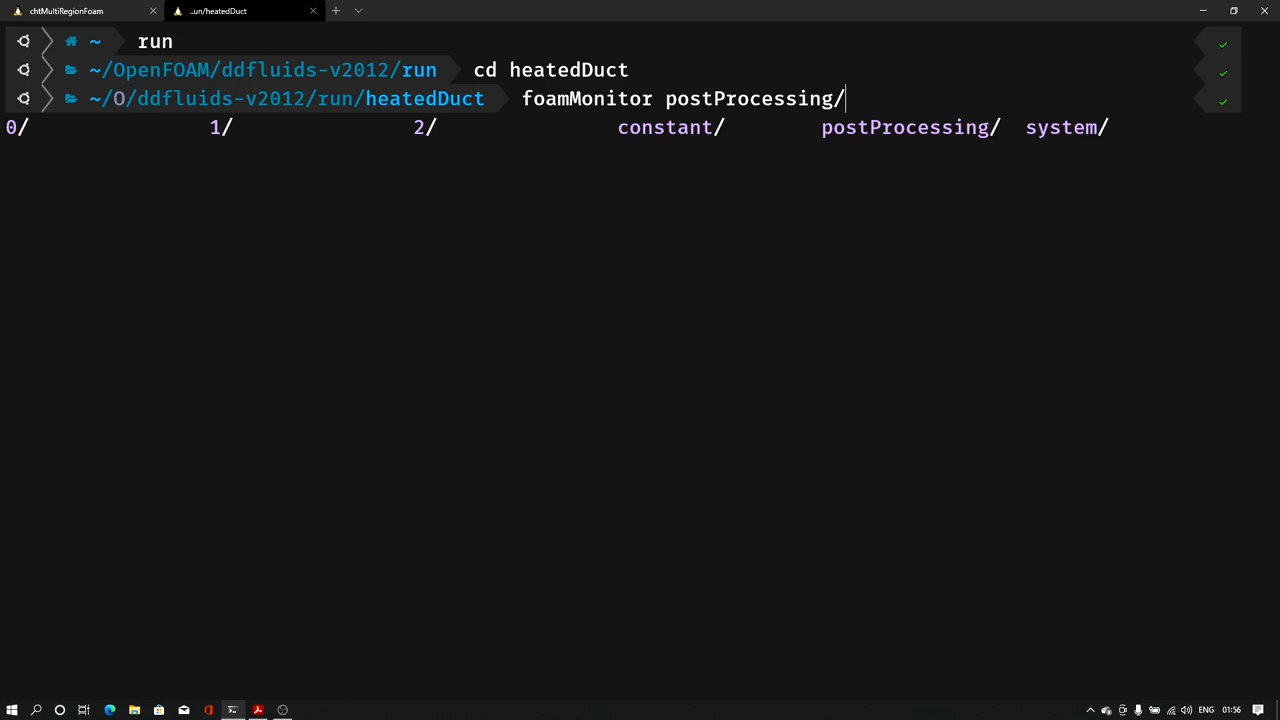 chtMultiRegionFoam ..un/heatedDuct
~ run
~/OpenFOAM/ddfluids-v2012/run cd heatedDuct
~/O/ddfluids-v2012/run/heatedDuct foamMonitor postProcessing/
0/ 1/ 2/ constant/ postProcessing/ system/
ENG 01:56